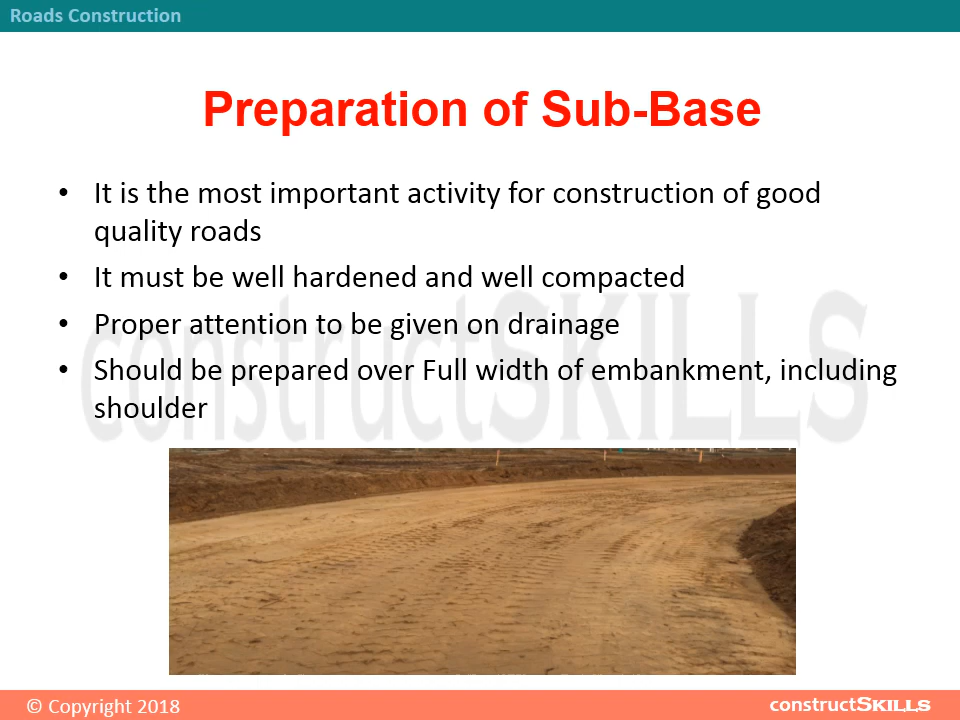 Roads Construction
Preparation of Sub-Base
• It is the most important activity for construction of good
quality roads
• It must be well hardened and well compacted
• Proper attention to be given on drainage
• Should be prepared over Full width of embankment, including
shoulder
constructSKILLS
© Copyright 2018
constructSKILLS